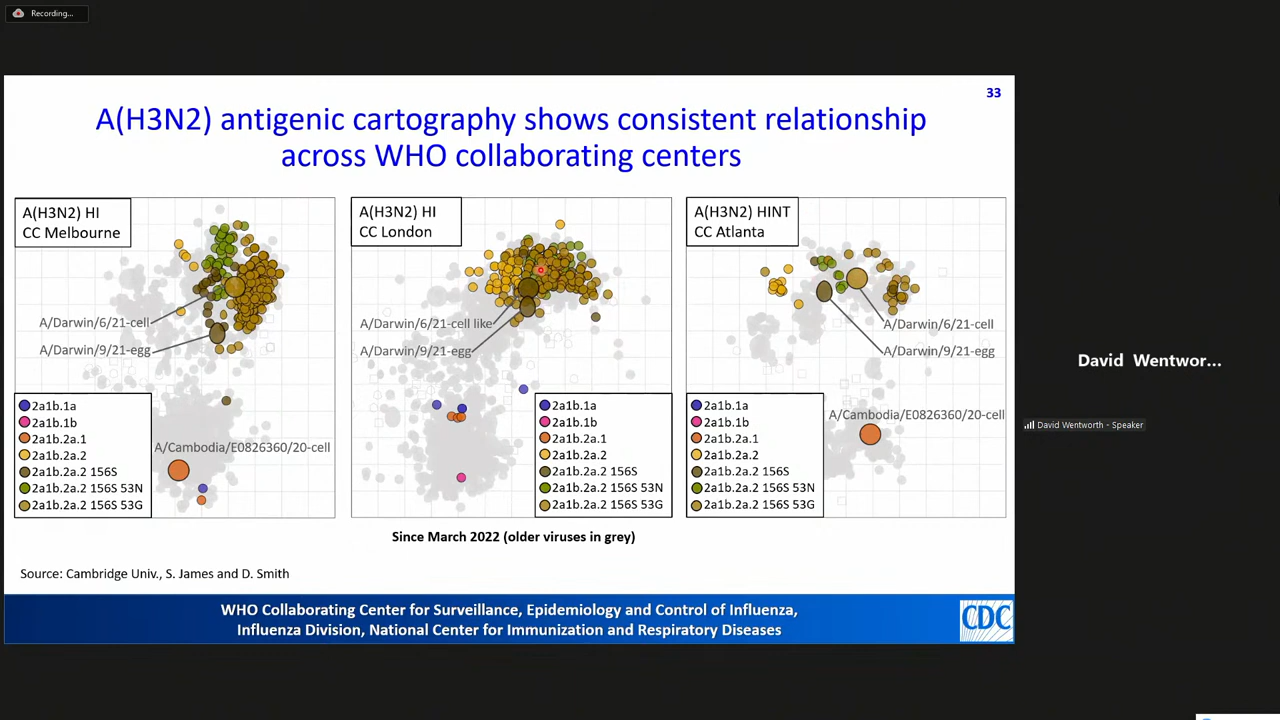 Recording...
33
A(H3N2) antigenic cartography shows consistent relationship
across WHO collaborating centers
A(H3N2) HI
CC Melbourne
A/Darwin/6/21-cell
A/Darwin/9/21-egg
A/Cambodia/E0826360/20-cell
2a1b.1a
2a1b.1b
2a1b.2a.1
2a1b.2a.2
2a1b.2a.2 156S
2a1b.2a.2 156S 53N
2a1b.2a.2 156S 53G
A(H3N2) HI
CC London
A/Darwin/6/21-cell like
A/Darwin/9/21-egg
2a1b.1a
2a1b.1b
2a1b.2a.1
2a1b.2a.2
2a1b.2a.2 156S
2a1b.2a.2 156S 53N
2a1b.2a.2 156S 53G
A(H3N2) HINT
CC Atlanta
A/Darwin/6/21-cell
A/Darwin/9/21-egg
A/Cambodia/E0826360/20-cell
2a1b.1a
2a1b.1b
2a1b.2a.1
2a1b.2a.2
2a1b.2a.2 156S
2a1b.2a.2 156S 53N
2a1b.2a.2 156S 53G
Since March 2022 (older viruses in grey)
Source: Cambridge Univ., S. James and D. Smith
WHO Collaborating Center for Surveillance, Epidemiology and Control of Influenza,
Influenza Division, National Center for Immunization and Respiratory Diseases
CDC
David Wentwor...
David Wentworth - Speaker